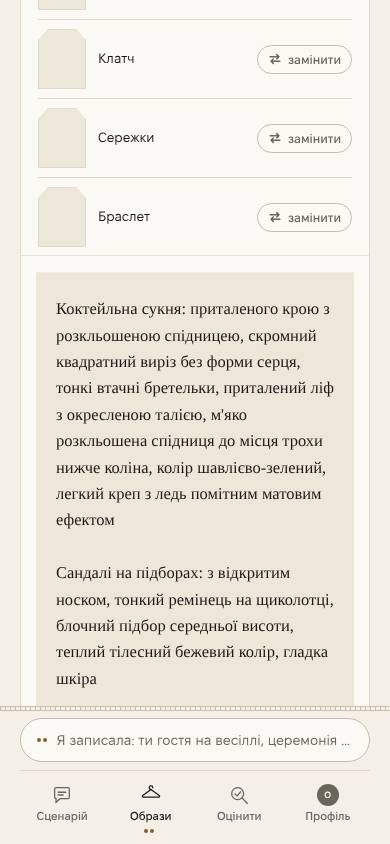 Клатч
замінити
Сережки
замінити
Браслет
замінити
Коктейльна сукня: приталеного крою з
розкльошеною спідницею, скромний
квадратний виріз без форми серця,
тонкі втачні бретельки, приталений ліф
з окресленою талією, м'яко
розкльошена спідниця до місця трохи
нижче коліна, колір шавлієво-зелений,
легкий креп з ледь помітним матовим
ефектом
Сандалі на підборах: з відкритим
носком, тонкий ремінець на щиколотці,
блочний підбор середньої висоти,
теплий тілесний бежевий колір, гладка
шкіра
Я записала: ти гостя на весіллі, церемонія ...
Сценарій
Образи
Оцінити
О
Профіль